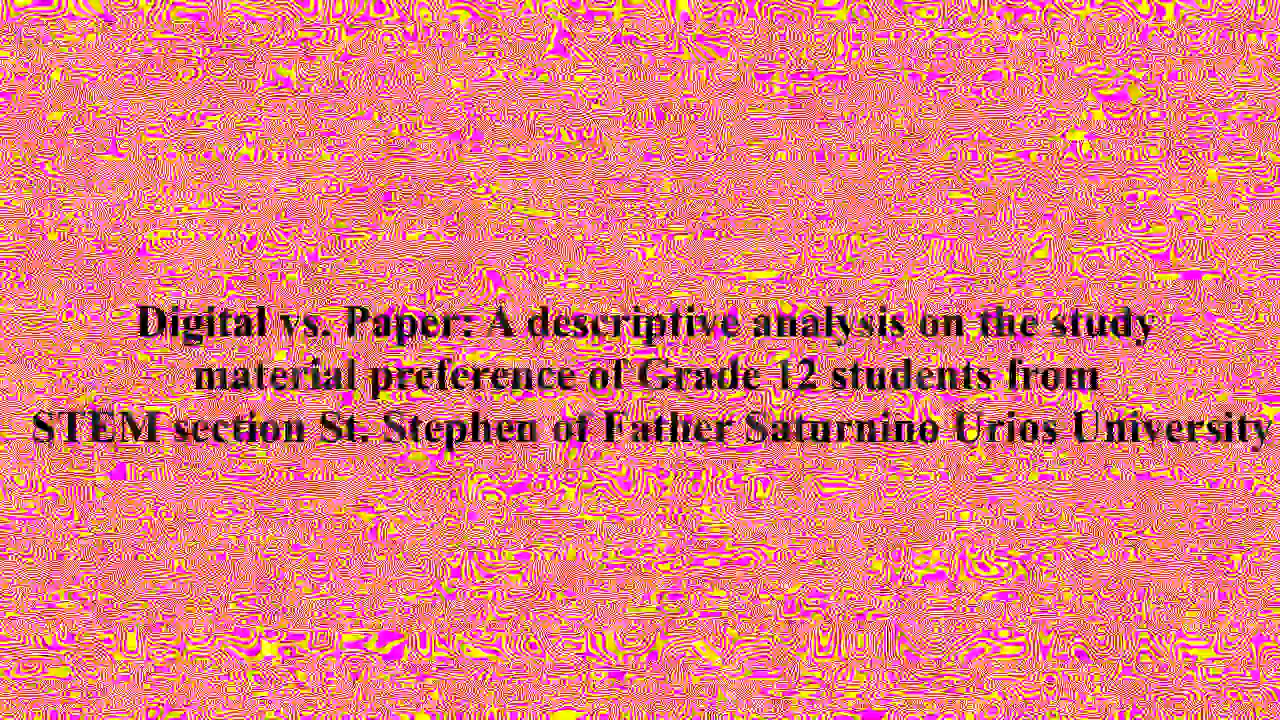 Digital vs. Paper: A descriptive analysis on the study
material preference of Grade 12 students from
STEM section St. Stephen of Father Saturnino Urios University